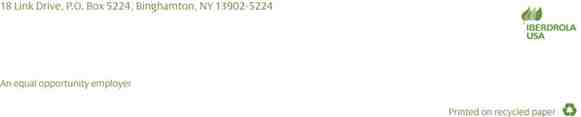 18 Link Drive, P.O. Box 5224, Binghamton, NY 13902-5224
IBERDROLA
USA
An equal opportunity employer
Printed on recycled paper